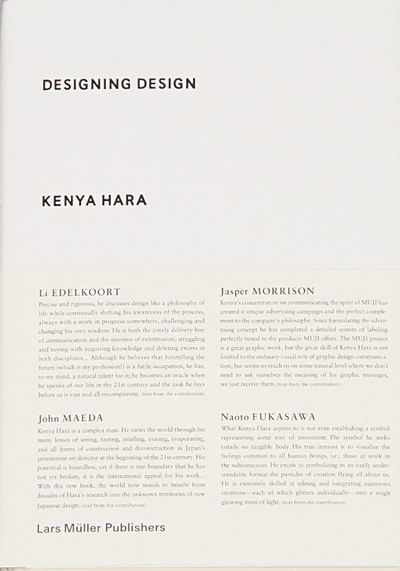 DESIGNING DESIGN
KENYA HARA
Li EDELKOORT
Precise and rigorous, he discusses design like a philosophy of
life while continually shifting his awareness of the process,
always with a work in progress somewhere, challenging and
changing his own wisdom. He is both the timely delivery-boy
of communication and the inventor of exformation, struggling
and toying with acquiring knowledge and deleting excess in
both disciplines... Although he believes that foretelling the
future (which is my profession!) is a futile occupation, he has,
to my mind, a natural talent for it; he becomes an oracle when
he speaks of our life in the 21st century and the task he lays
before us is vast and all encompassing. (text from the contribution)
Jasper MORRISON
Kenya's concentration on communicating the spirit of MUJI has
created a unique advertising campaign and the perfect comple-
ment to the company's philosophy. Since formulating the adver-
tising concept he has completed a detailed system of labeling
perfectly tuned to the products MUJI offers. The MUJI project
is a great graphic work, but the great skill of Kenya Hara is not
limited to the ordinary visual role of graphic design communica-
tion, but seems to reach us on some natural level where we don't
need to ask ourselves the meaning of his graphic messages,
we just receive them. (text from the contribution)
John MAEDA
Kenya Hara is a complex man. He views the world through his
many lenses of seeing, tasting, smelling, erasing, evaporating,
and all forms of construction and deconstruction as Japan's
preeminent art director at the beginning of the 21st century. His
potential is boundless, yet if there is one boundary that he has
not yet broken, it is the international appeal for his work...
With this new book, the world now stands to benefit from
decades of Hara's research into the unknown territories of new
Japanese design. (text from the contribution)
Naoto FUKASAWA
What Kenya Hara aspires to is not even establishing a symbol
representing some sort of movement. The symbol he seeks
entails no tangible body. His true interest is to visualize the
feelings common to all human beings, i.e., those at work in
the subconscious. He excels in symbolizing in an easily under-
standable format the particles of creation flying all about us.
He is extremely skilled at editing and integrating numerous
creations—each of which glitters individually—into a single
glowing mass of light. (text from the contribution)
Lars Müller Publishers